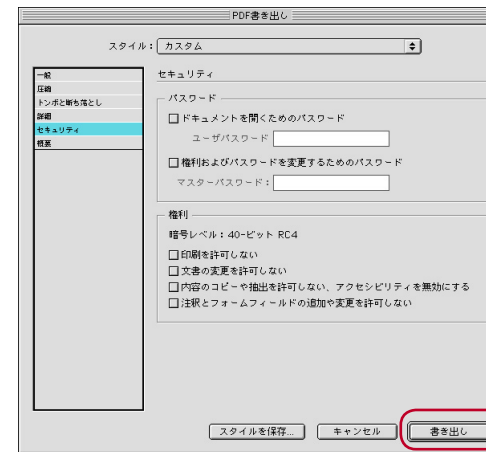 PDF書き出し
スタイル： カスタム
一般
圧縮
トンボと断ち落とし
詳細
セキュリティ
概要
セキュリティ
パスワード
ドキュメントを開くためのパスワード
ユーザパスワード
権利およびパスワードを変更するためのパスワード
マスターパスワード：
権利
暗号レベル：40-ビット RC4
印刷を許可しない
文書の変更を許可しない
内容のコピーや抽出を許可しない、アクセシビリティを無効にする
注釈とフォームフィールドの追加や変更を許可しない
スタイルを保存... キャンセル 書き出し